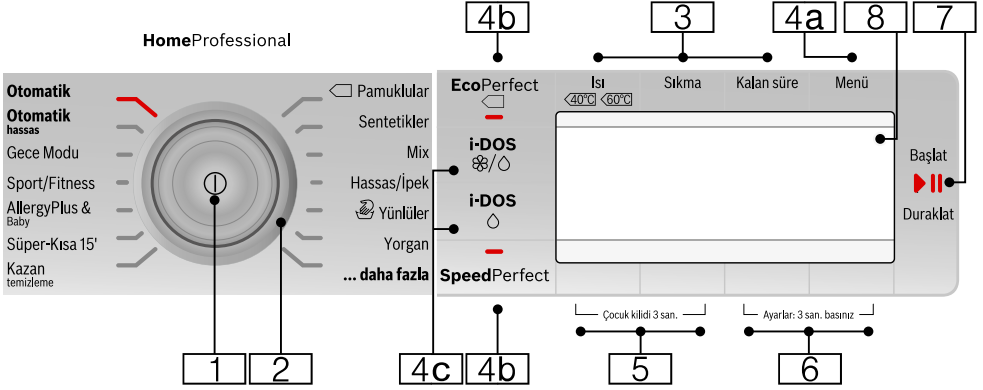 4b
3
4a
8
7
HomeProfessional
Otomatik
Otomatik
hassas
Gece Modu
Sport/Fitness
AllergyPlus &
Baby
Süper-Kısa 15'
Kazan
temizleme
Pamuklular
Sentetikler
Mix
Hassas/İpek
Yünlüler
Yorgan
... daha fazla
EcoPerfect
i-DOS
/
i-DOS
SpeedPerfect
Isı
40°C 60°C
Sıkma
Kalan süre
Menü
Başlat
Duraklat
Çocuk kilidi 3 san.
Ayarlar: 3 san. basınız
1
2
4c
4b
5
6